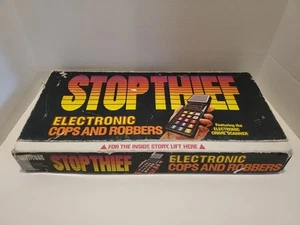 STOP THIEF
ELECTRONIC
COPS AND ROBBERS
Featuring the
ELECTRONIC
CRIME SCANNER
▲ FOR THE INSIDE STORY, LIFT HERE ▲
STOP THIEF
ELECTRONIC
COPS AND ROBBERS